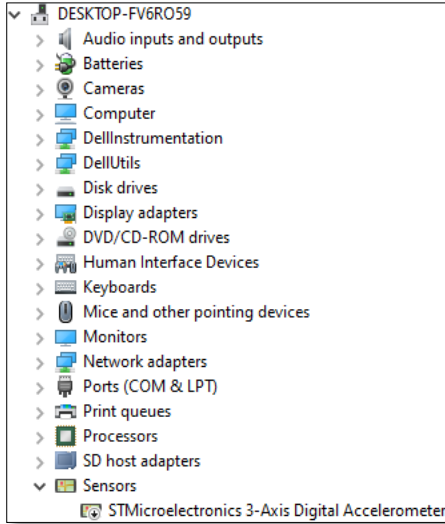 DESKTOP-FV6RO59
Audio inputs and outputs
Batteries
Cameras
Computer
DellInstrumentation
DellUtils
Disk drives
Display adapters
DVD/CD-ROM drives
Human Interface Devices
Keyboards
Mice and other pointing devices
Monitors
Network adapters
Ports (COM & LPT)
Print queues
Processors
SD host adapters
Sensors
STMicroelectronics 3-Axis Digital Accelerometer